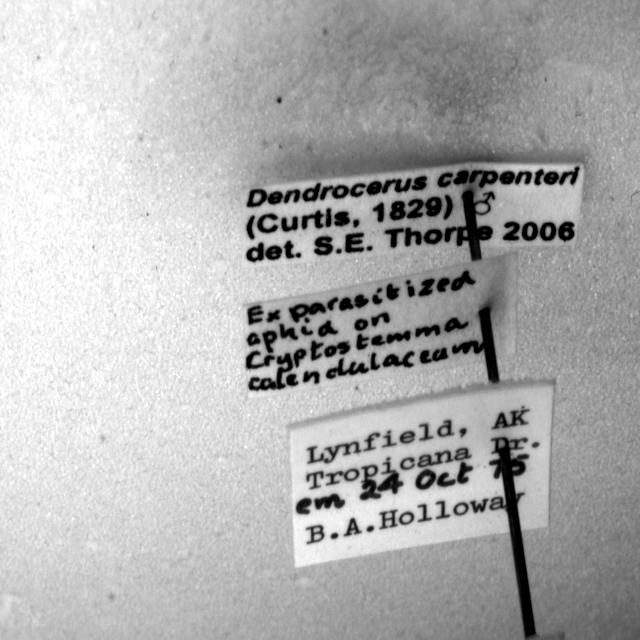 Dendrocerus carpenteri
(Curtis, 1829) ♂
det. S.E. Thorpe 2006
Ex parasitized
aphid on
Cryptostemma
calendulaceum
Lynfield, AK
Tropicana Dr.
em 24 Oct 75
B.A.Holloway